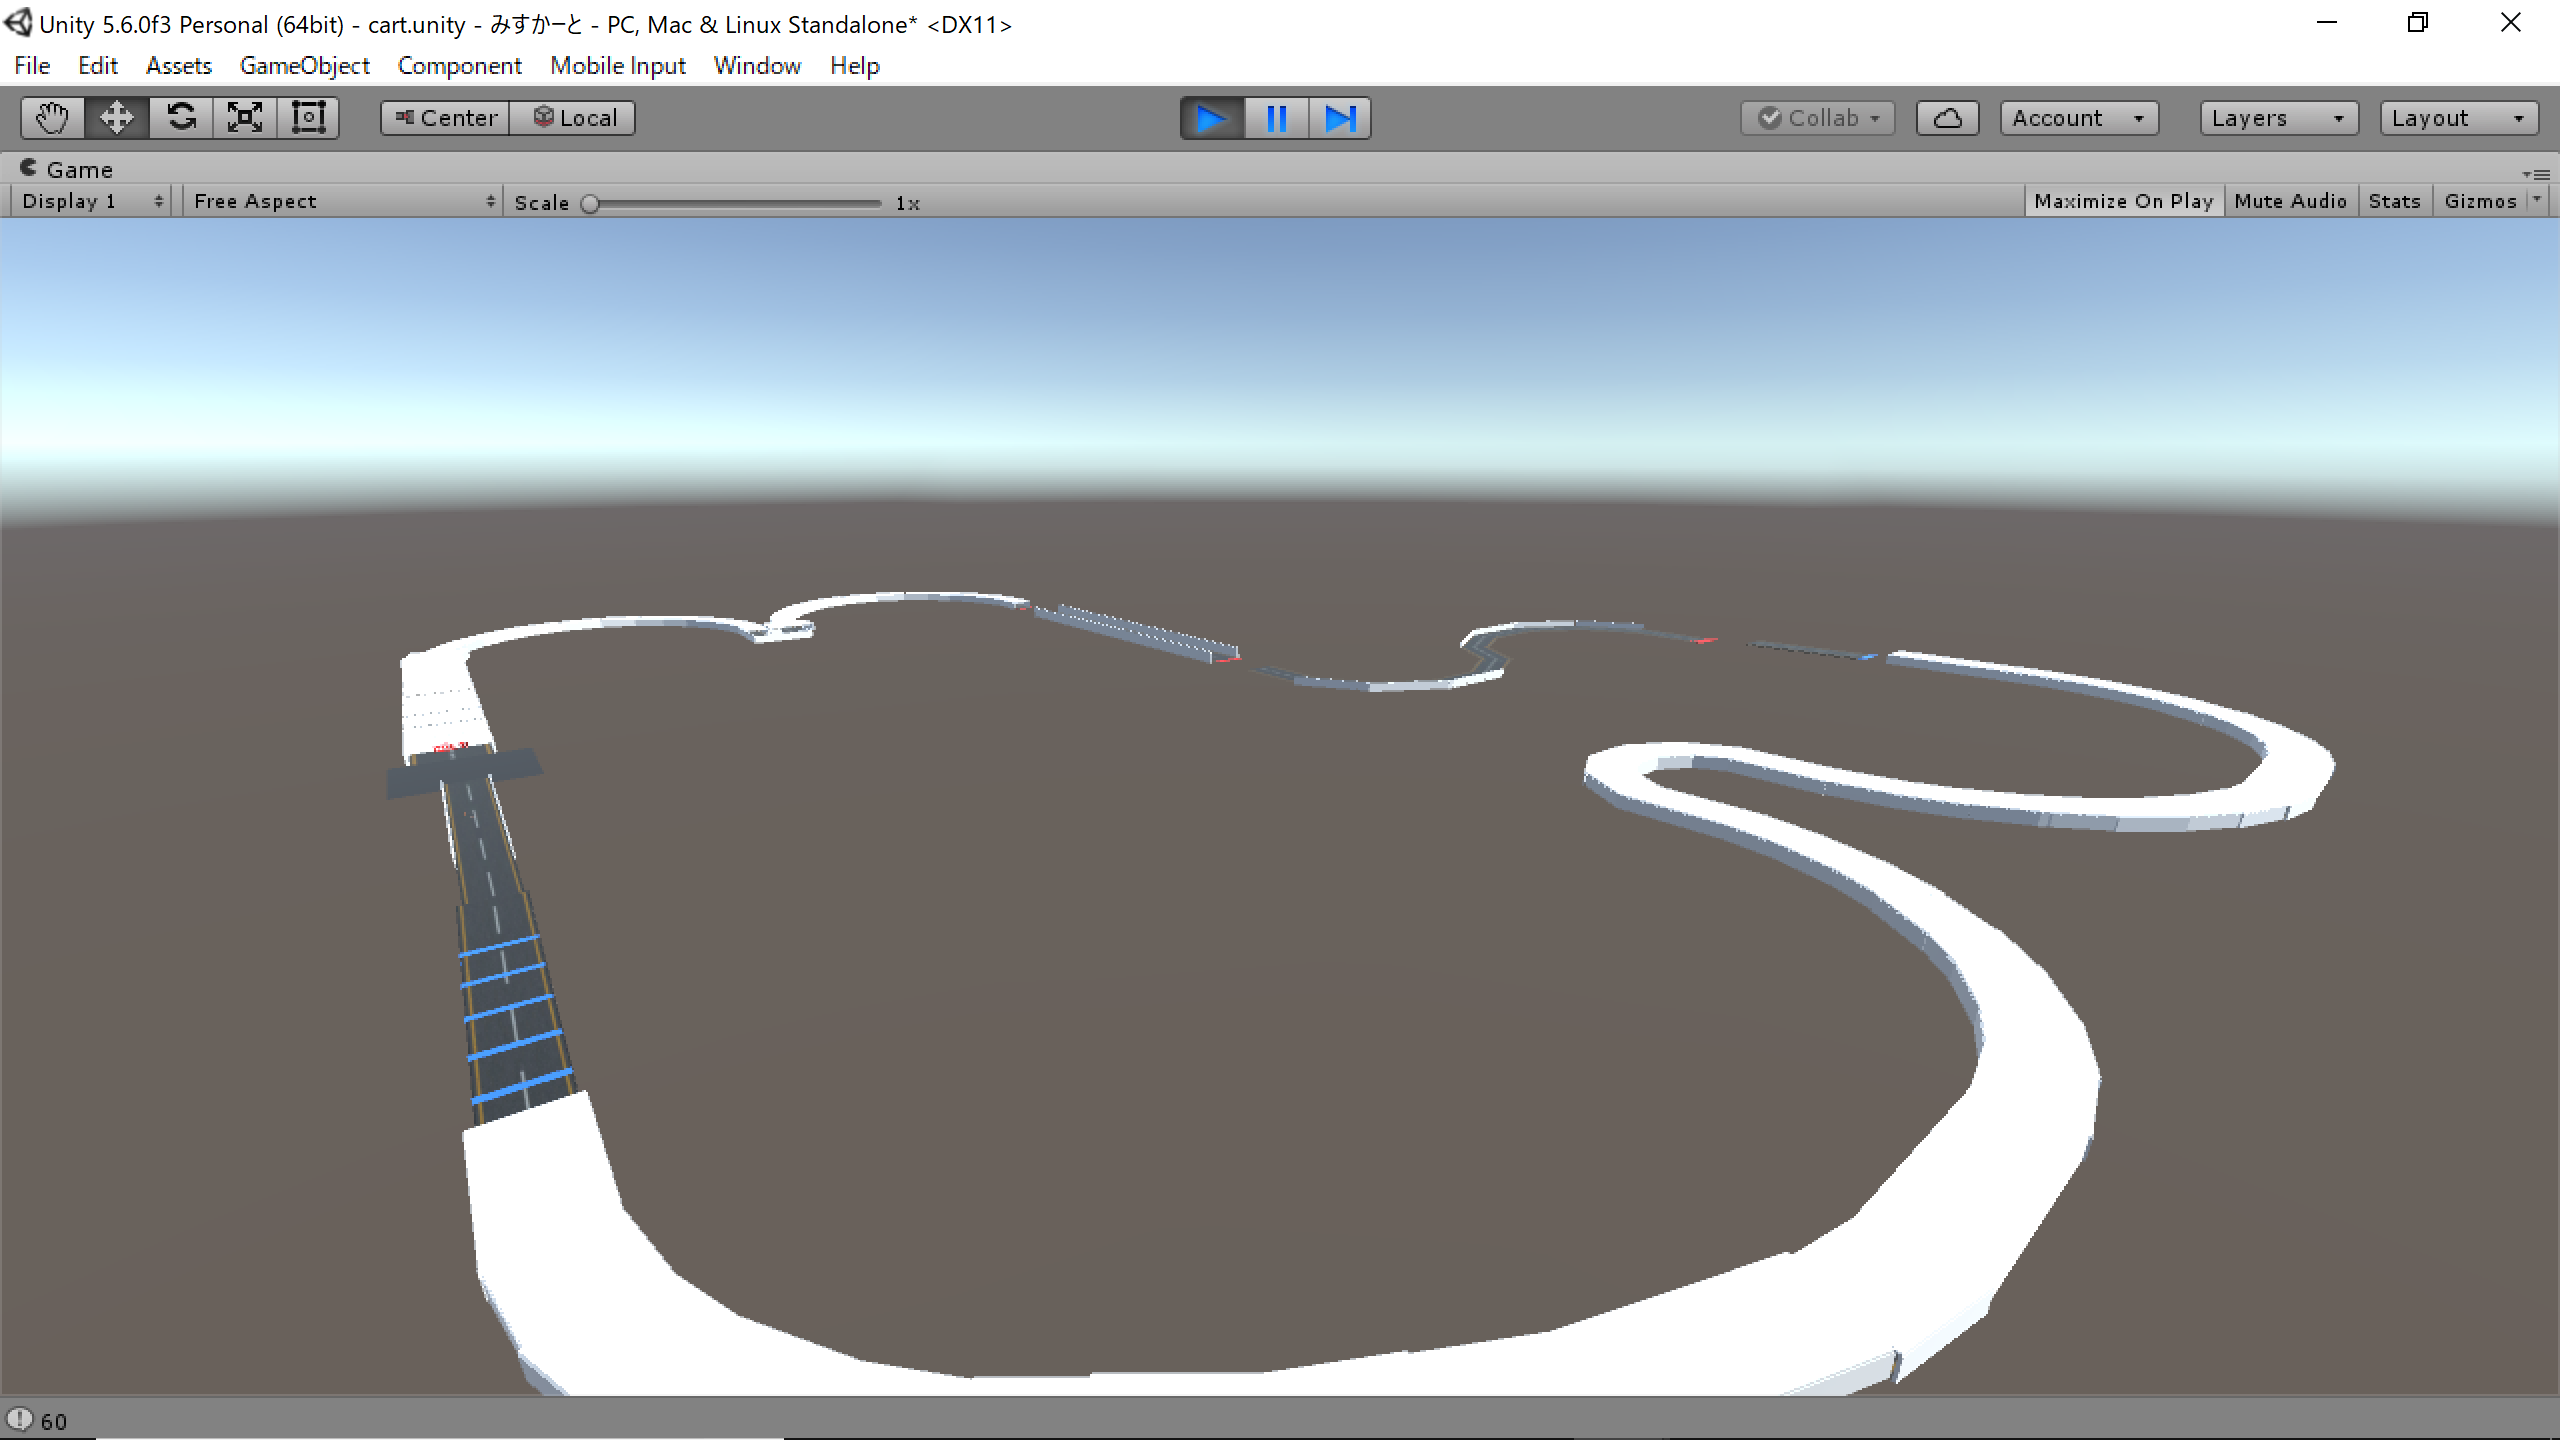 Unity 5.6.0f3 Personal (64bit) - cart.unity - みすかーと - PC, Mac & Linux Standalone* <DX11>
File Edit Assets GameObject Component Mobile Input Window Help
Center Local Collab Account Layers Layout
Game
Display 1 Free Aspect Scale 1x Maximize On Play Mute Audio Stats Gizmos
60